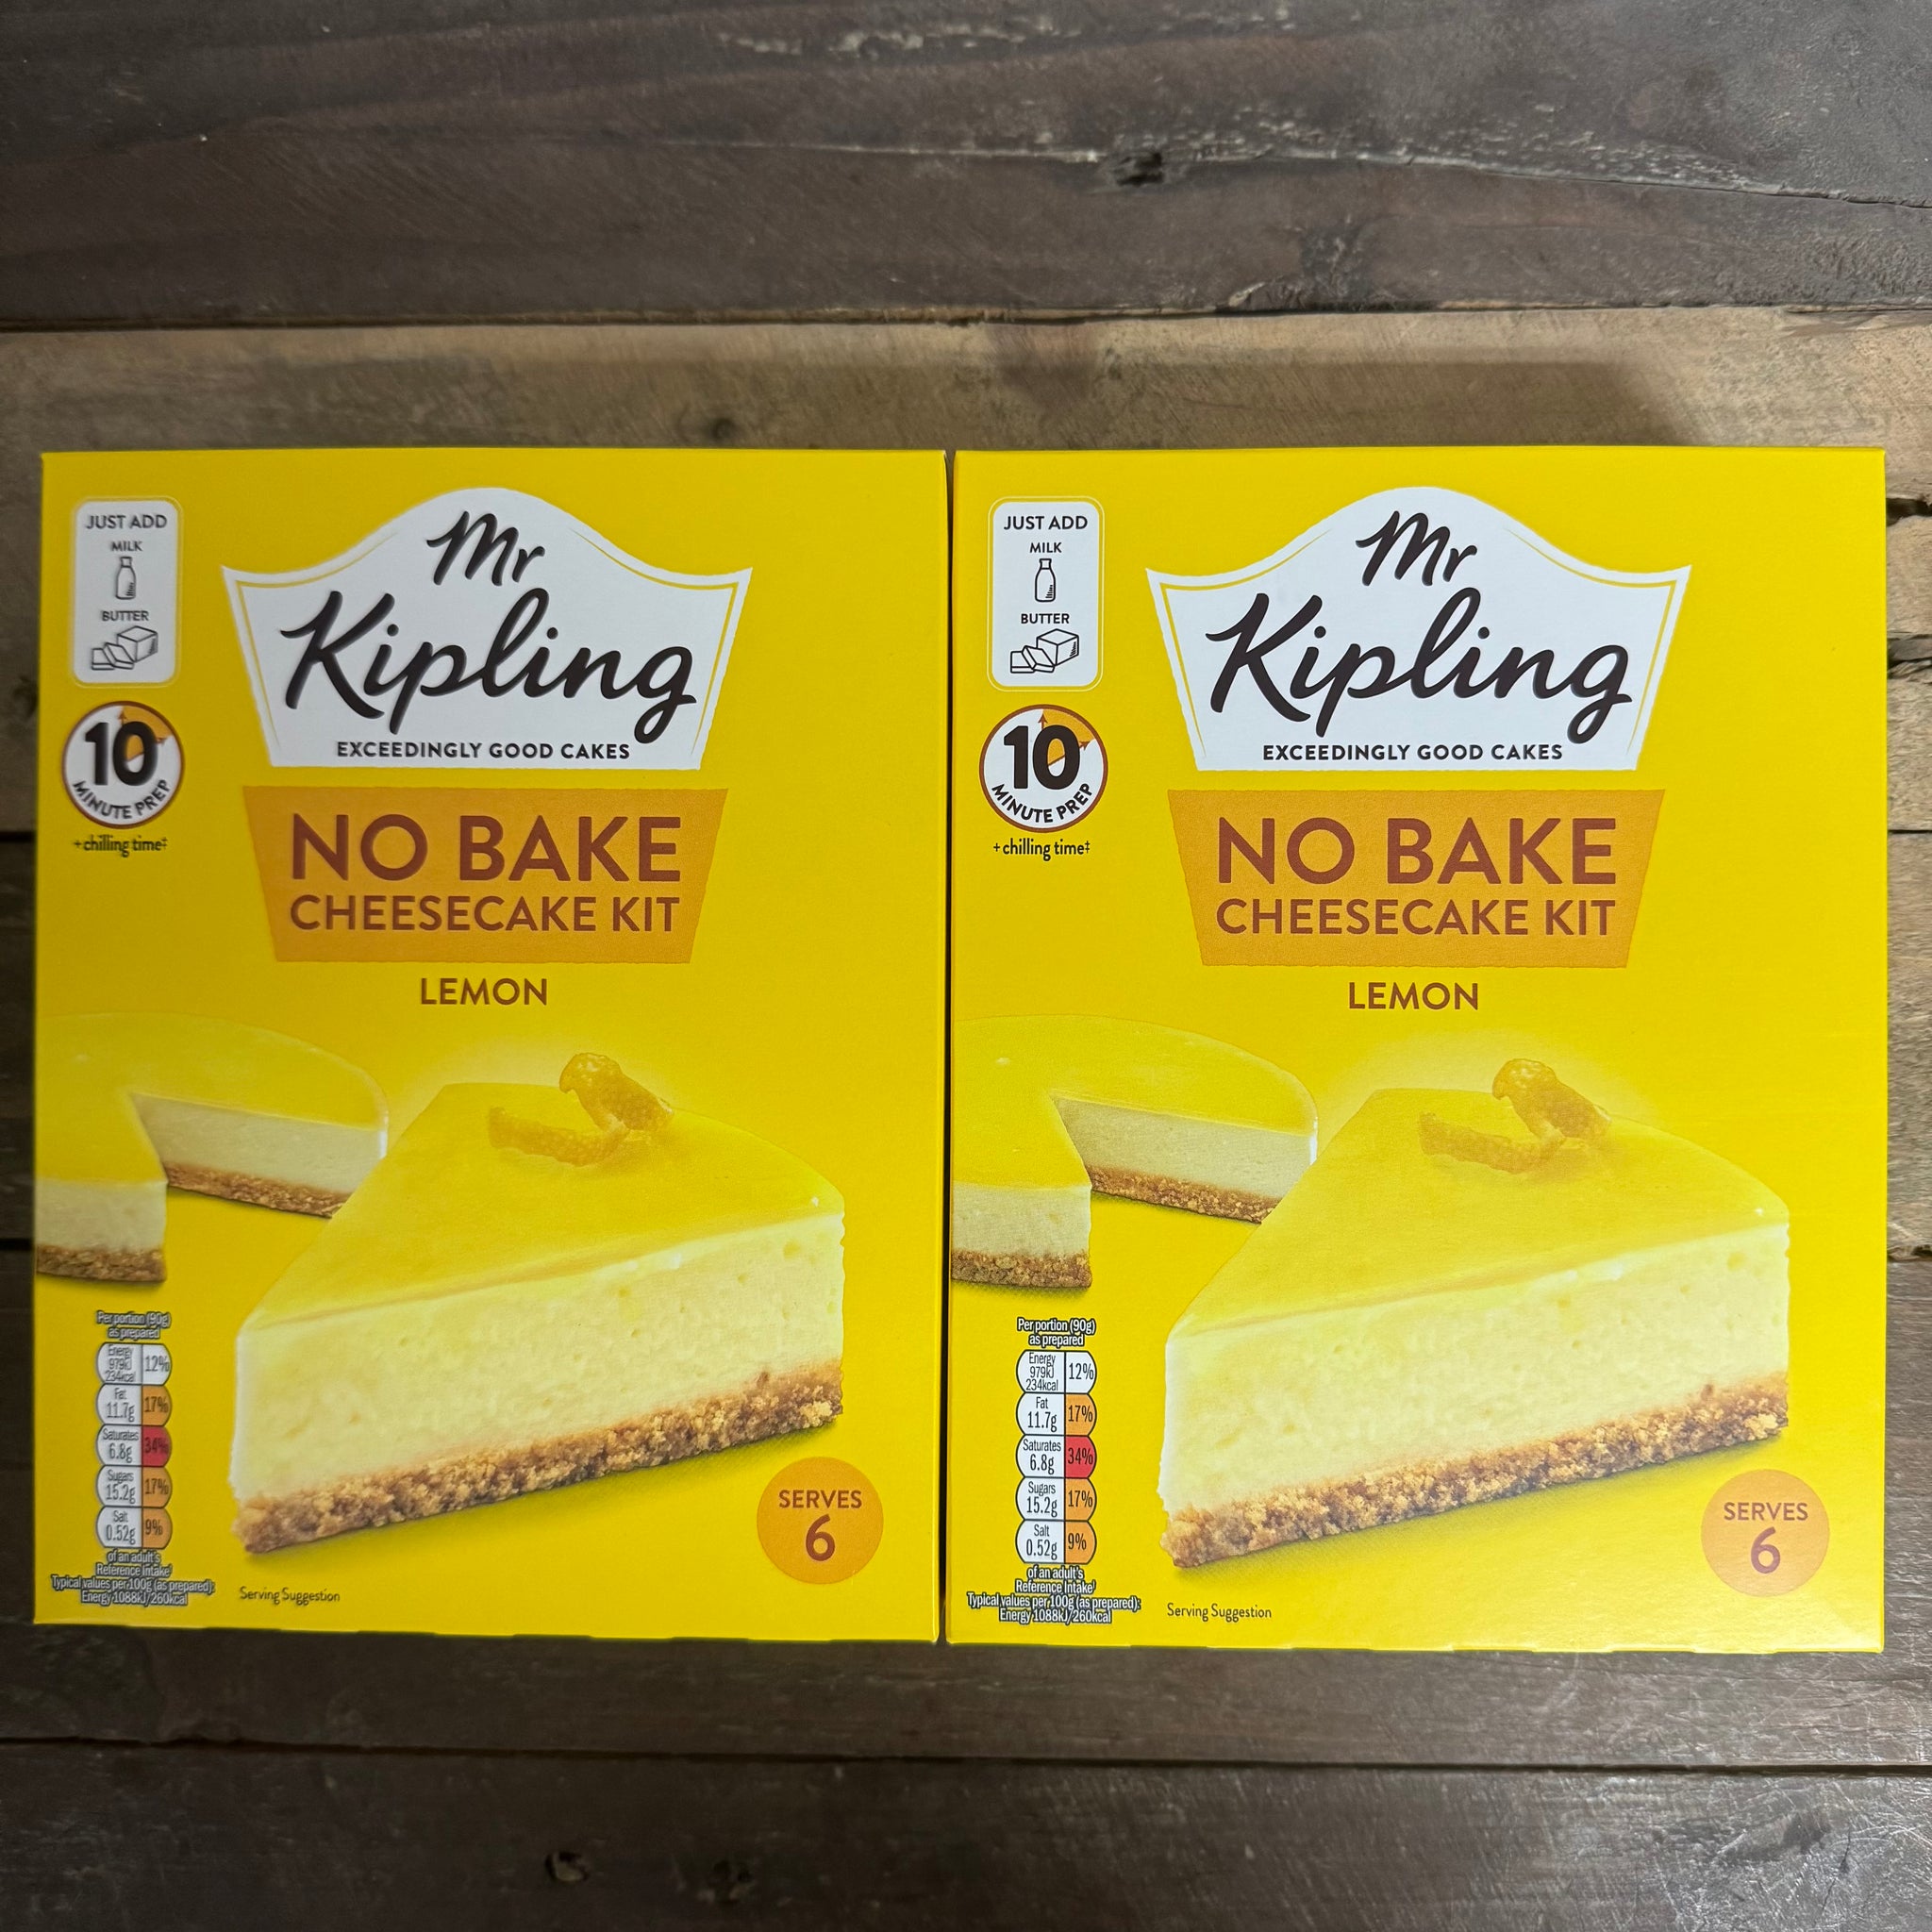 JUST ADD
MILK
BUTTER
10
MINUTE PREP
+chilling time‡
Mr
Kipling
EXCEEDINGLY GOOD CAKES
NO BAKE
CHEESECAKE KIT
LEMON
Per portion (90g)
as prepared
Energy
979kJ
234kcal
12%
Fat
11.7g
17%
Saturates
6.8g
34%
Sugars
15.2g
17%
Salt
0.52g
9%
of an adult's
Reference Intake
Typical values per 100g (as prepared):
Energy 1088kJ/260kcal
Serving Suggestion
SERVES
6
JUST ADD
MILK
BUTTER
10
MINUTE PREP
+chilling time‡
Mr
Kipling
EXCEEDINGLY GOOD CAKES
NO BAKE
CHEESECAKE KIT
LEMON
Per portion (90g)
as prepared
Energy
979kJ
234kcal
12%
Fat
11.7g
17%
Saturates
6.8g
34%
Sugars
15.2g
17%
Salt
0.52g
9%
of an adult's
Reference Intake
Typical values per 100g (as prepared):
Energy 1088kJ/260kcal
Serving Suggestion
SERVES
6